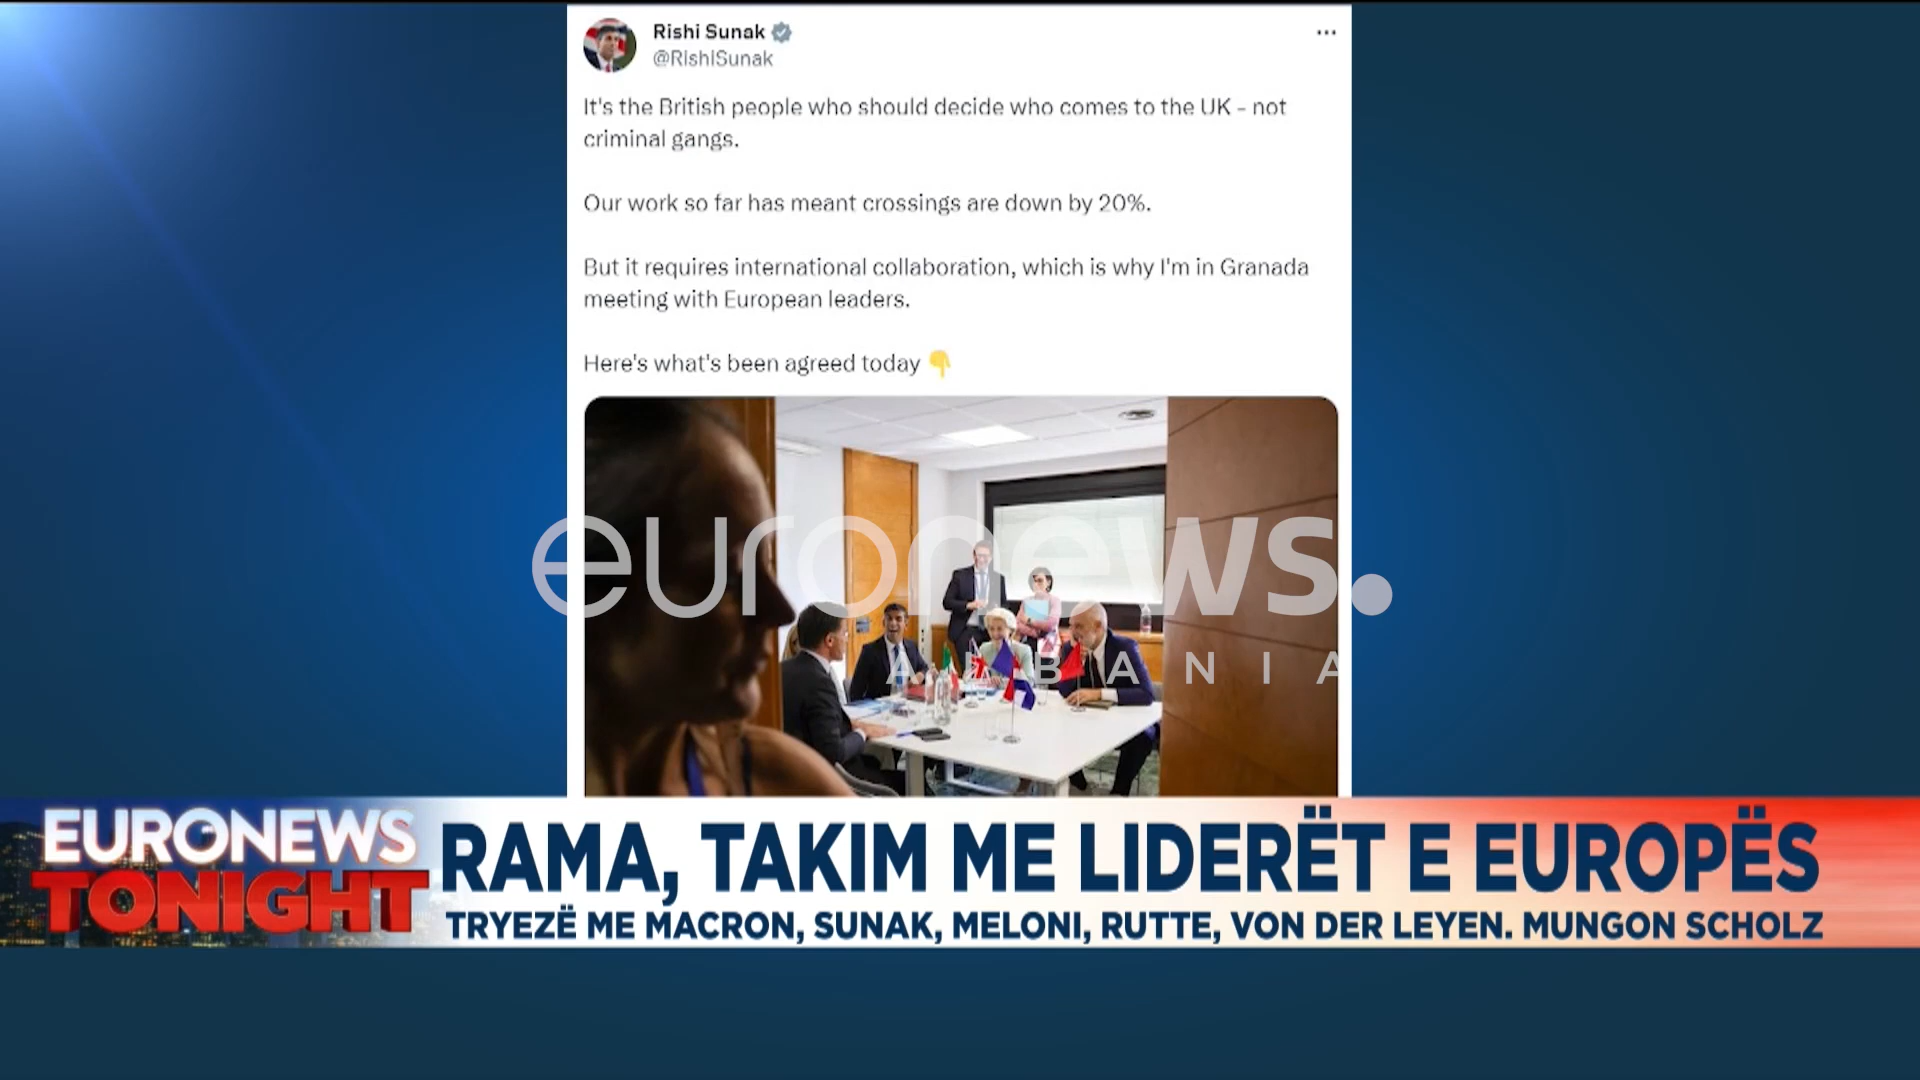 Rishi Sunak
@RishiSunak
It's the British people who should decide who comes to the UK - not
criminal gangs.
Our work so far has meant crossings are down by 20%.
But it requires international collaboration, which is why I'm in Granada
meeting with European leaders.
Here's what's been agreed today 👇
euronews.
ALBANIA
EURONEWS
TONIGHT
RAMA, TAKIM ME LIDERËT E EUROPËS
TRYEZË ME MACRON, SUNAK, MELONI, RUTTE, VON DER LEYEN. MUNGON SCHOLZ